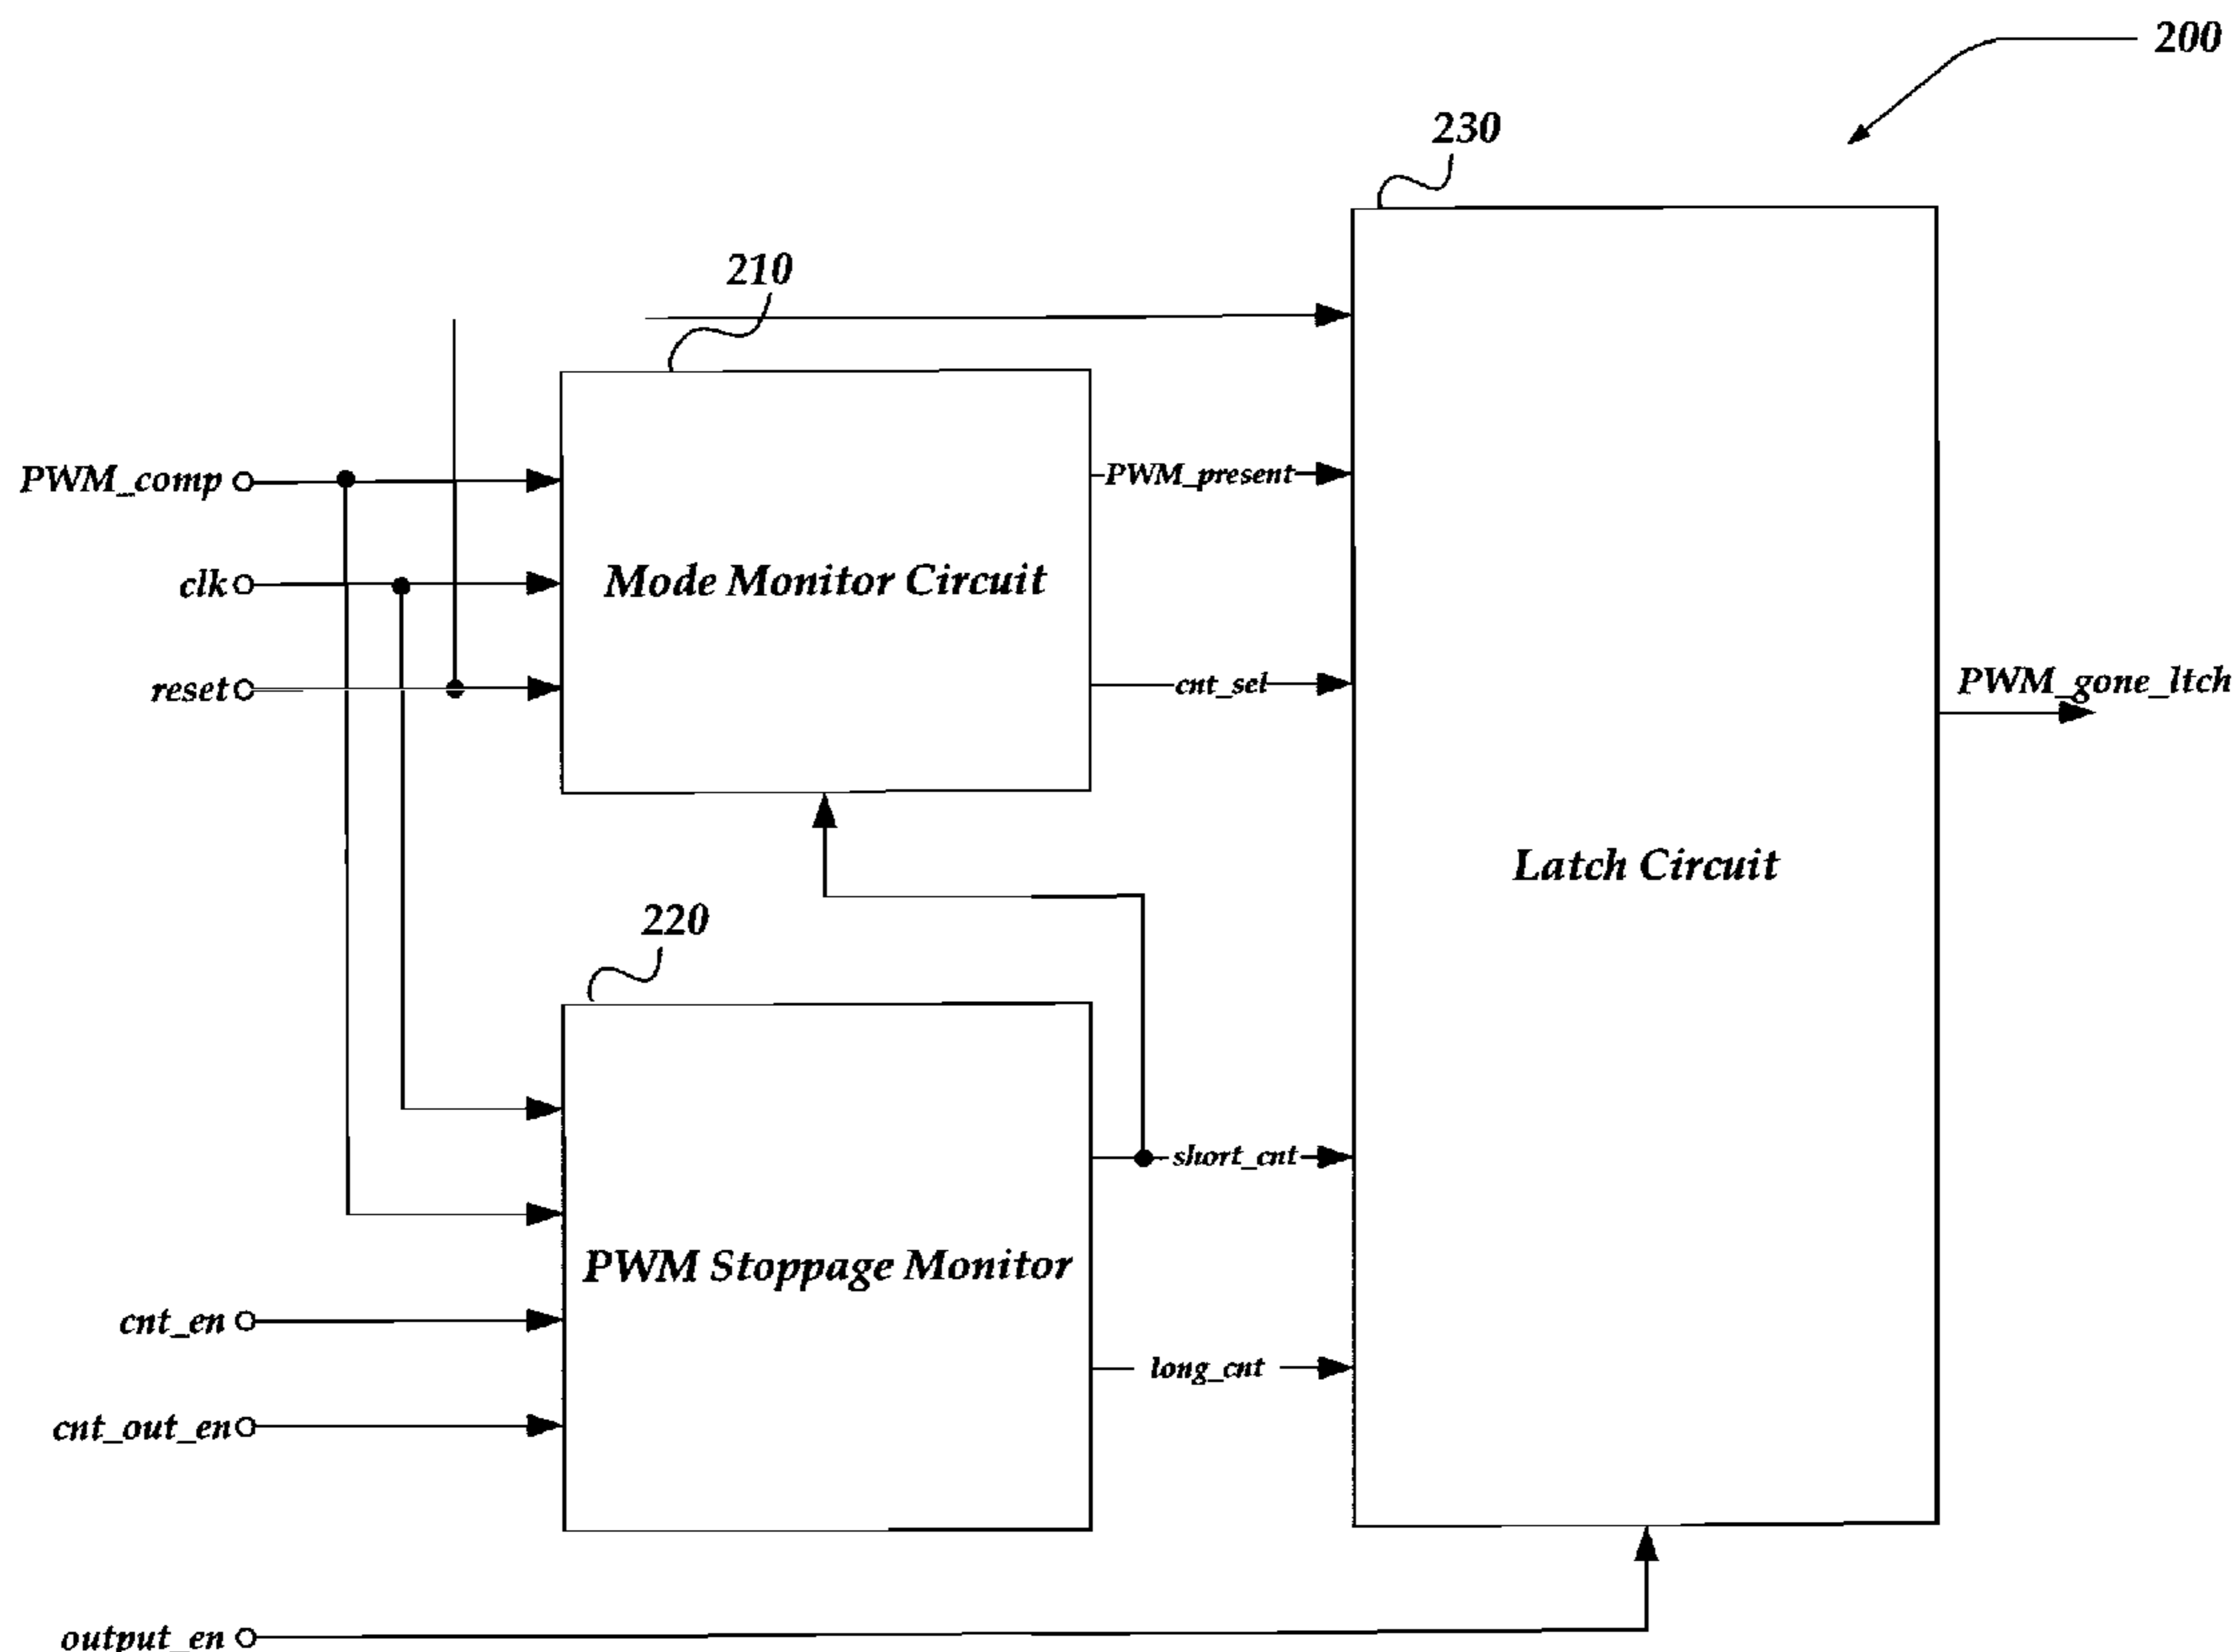 200
230
210
PWM_comp
PWM_present
clk
Mode Monitor Circuit
reset
cnt_sel
PWM_gone_ltch
Latch Circuit
220
short_cnt
PWM Stoppage Monitor
cnt_en
long_cnt
cnt_out_en
output_en